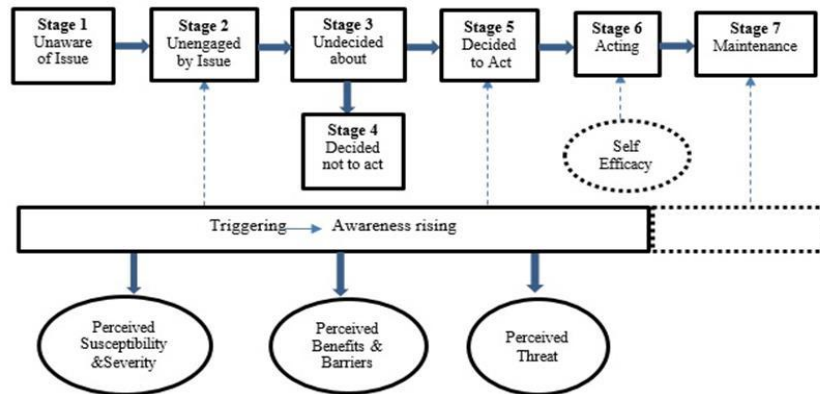 Stage 1
Unaware
of Issue
Stage 2
Unengaged
by Issue
Stage 3
Undecided
about
Stage 5
Decided
to Act
Stage 6
Acting
Stage 7
Maintenance
Stage 4
Decided
not to act
Self
Efficacy
Triggering
Awareness rising
Perceived
Susceptibility
&Severity
Perceived
Benefits &
Barriers
Perceived
Threat